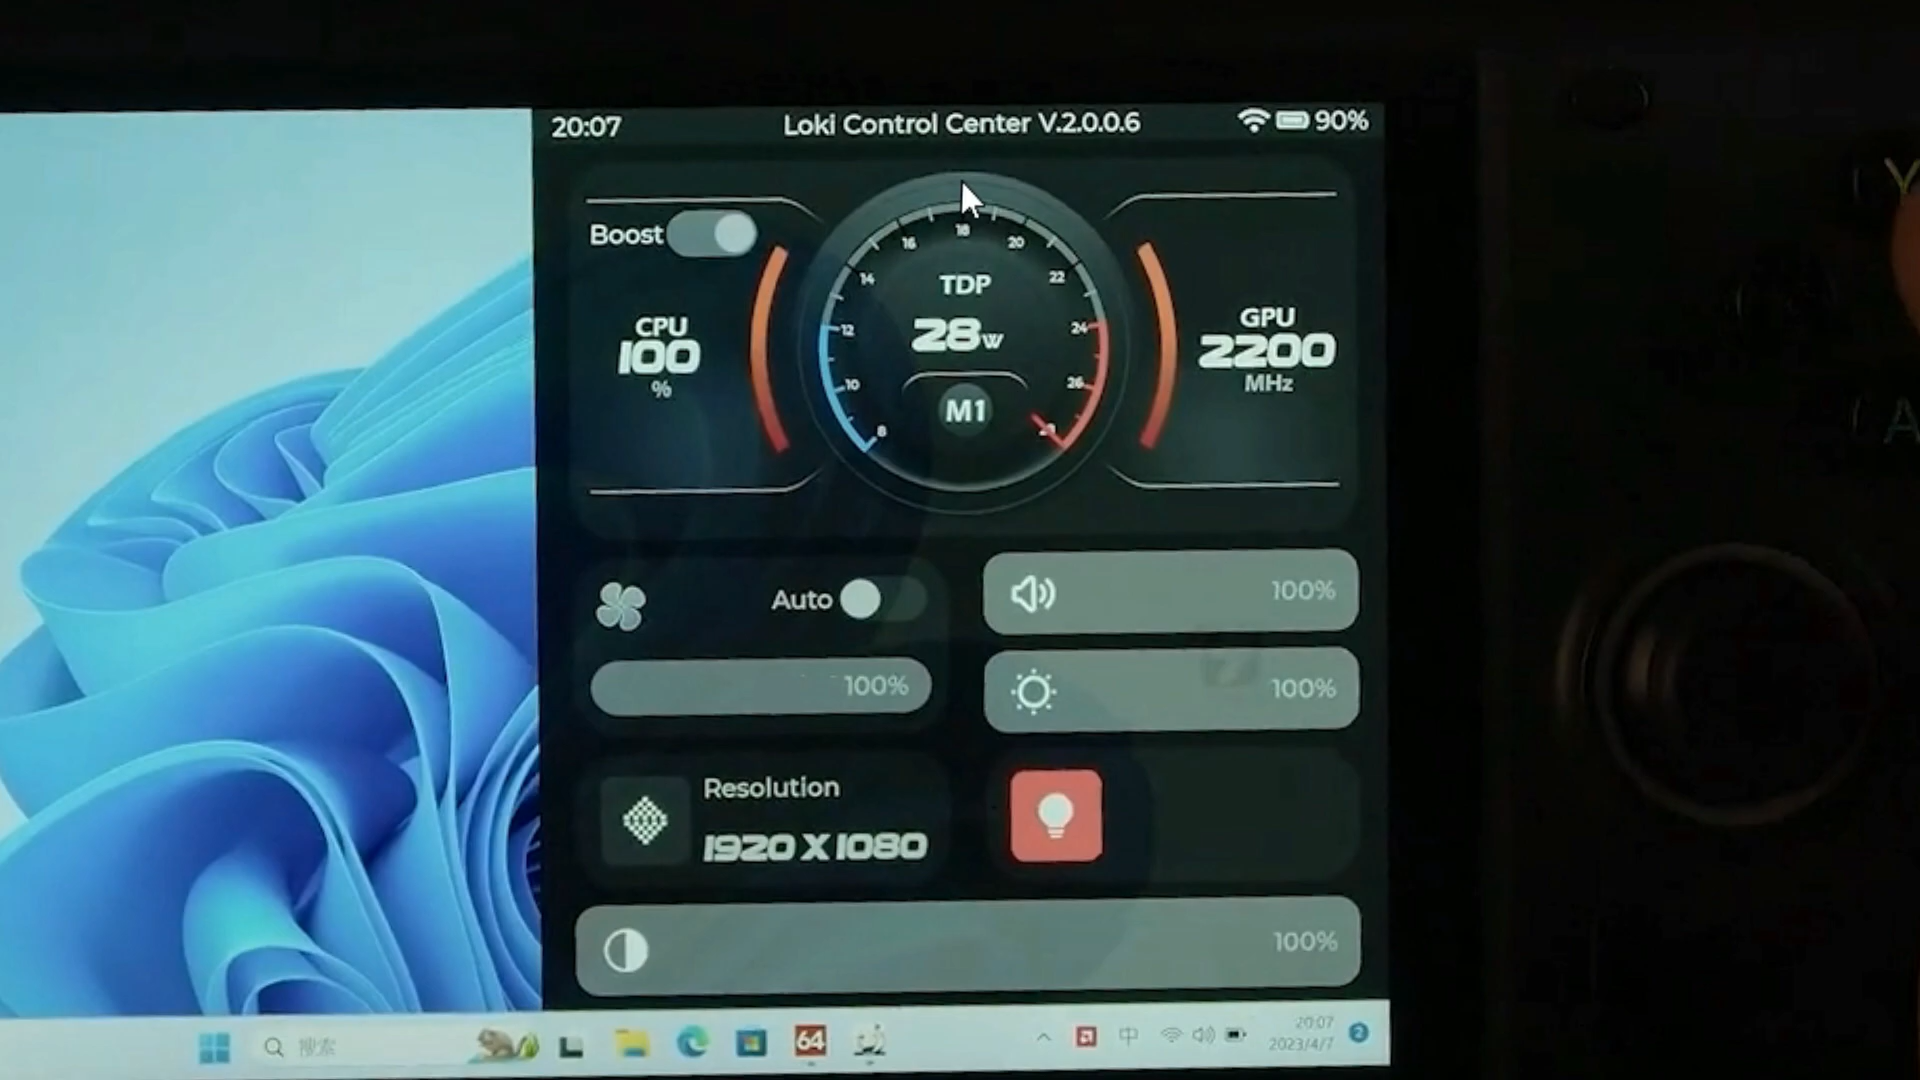 20:07 Loki Control Center V.2.0.0.6 90%
Boost
CPU
100
%
8 10 12 14 16 18 20 22 24 26 28
TDP
28W
M1
GPU
2200
MHz
Auto
100%
100%
100%
Resolution
1920 X 1080
100%
搜索
64
中
20:07
2023/4/7
2
Y
A